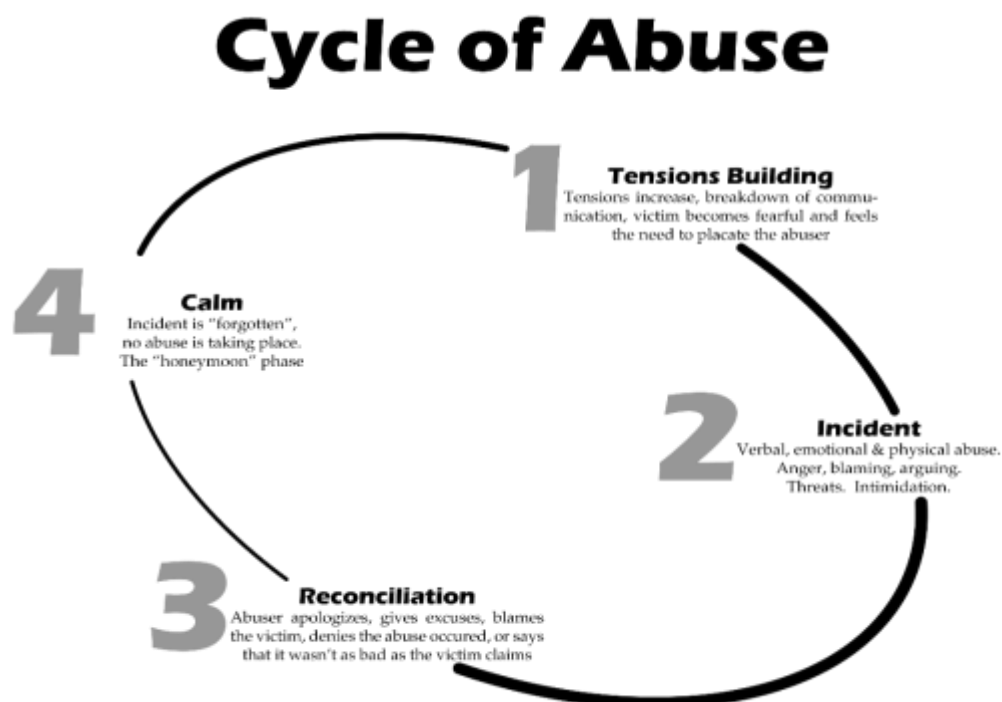 Cycle of Abuse
1
Tensions Building
Tensions increase, breakdown of commu-
nication, victim becomes fearful and feels
the need to placate the abuser
2
Incident
Verbal, emotional & physical abuse.
Anger, blaming, arguing.
Threats. Intimidation.
3
Reconciliation
Abuser apologizes, gives excuses, blames
the victim, denies the abuse occured, or says
that it wasn't as bad as the victim claims
4
Calm
Incident is "forgotten",
no abuse is taking place.
The "honeymoon" phase